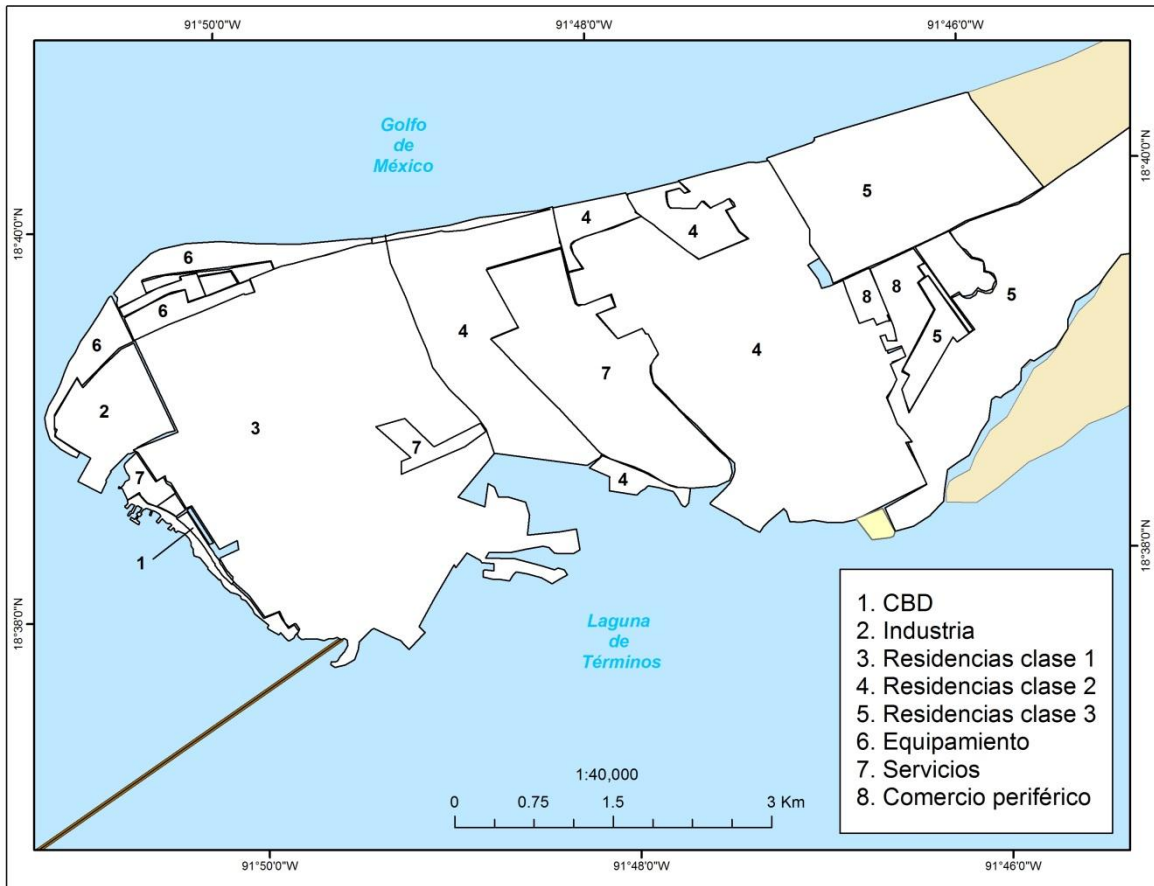 91°50'0"W
91°48'0"W
91°46'0"W
Golfo
de
México
18°40'0"N
18°40'0"N
5
4
4
6
8
8
5
6
4
6
5
4
7
2
3
7
7
4
1
18°38'0"N
18°38'0"N
Laguna
de
Términos
1. CBD
2. Industria
3. Residencias clase 1
4. Residencias clase 2
5. Residencias clase 3
6. Equipamiento
7. Servicios
8. Comercio periférico
1:40,000
0 0.75 1.5 3 Km
91°50'0"W
91°48'0"W
91°46'0"W